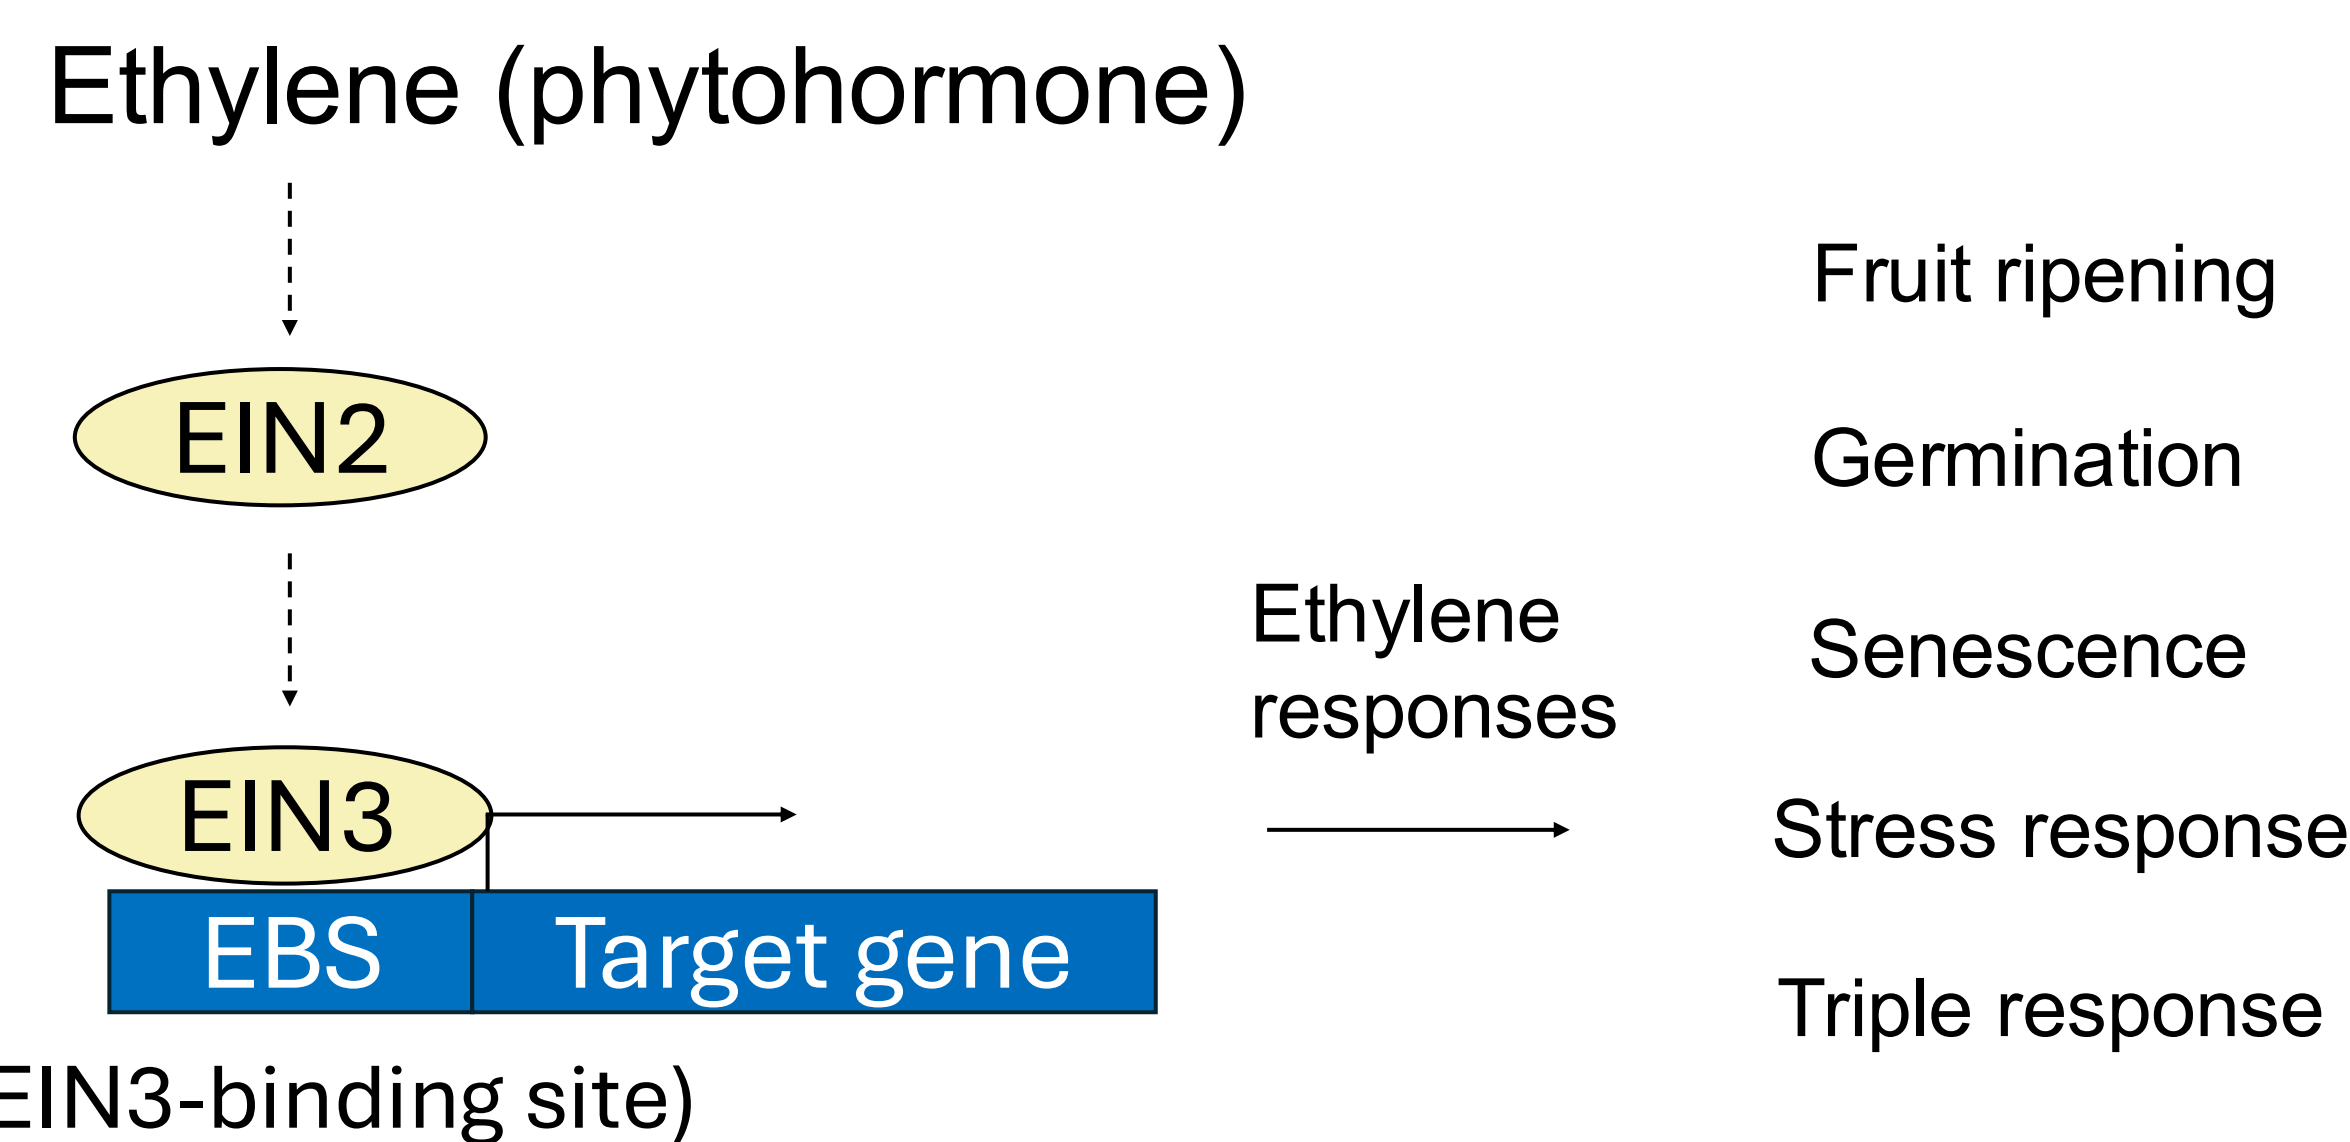 Ethylene (phytohormone)
EIN2
EIN3
EBS
Target gene
EIN3-binding site)
Ethylene
responses
Fruit ripening
Germination
Senescence
Stress response
Triple response